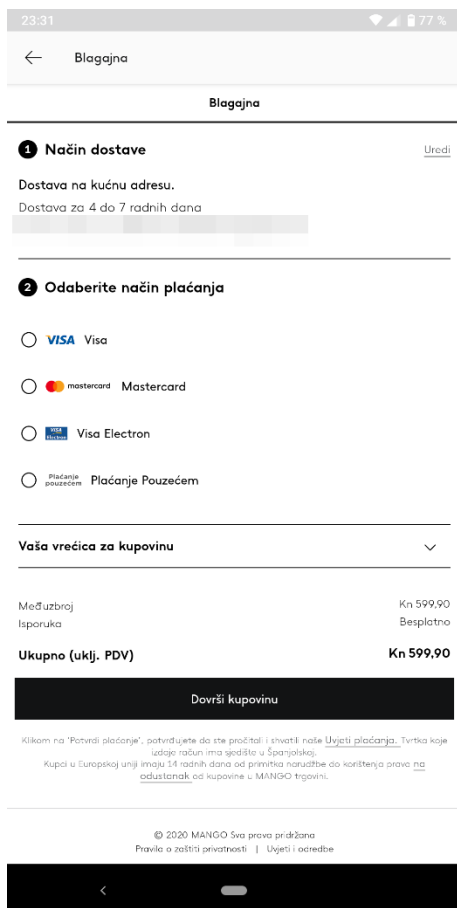 23:31 77 %
Blagajna
Blagajna
1 Način dostave Uredi
Dostava na kućnu adresu.
Dostava za 4 do 7 radnih dana
2 Odaberite način plaćanja
VISA Visa
mastercard Mastercard
VISA Electron Visa Electron
Plaćanje pouzećem Plaćanje Pouzećem
Vaša vrećica za kupovinu
Međuzbroj Kn 599,90
Isporuka Besplatno
Ukupno (uklj. PDV) Kn 599,90
Dovrši kupovinu
Klikom na 'Potvrdi plaćanje', potvrđujete da ste pročitali i shvatili naše Uvjeti plaćanja. Tvrtka koje
izdaje račun ima sjedište u Španjolskoj.
Kupci u Europskoj uniji imaju 14 radnih dana od primitka narudžbe do korištenja prava na
odustanak od kupovine u MANGO trgovini.
© 2020 MANGO Sva prava pridržana
Pravila o zaštiti privatnosti | Uvjeti i odredbe